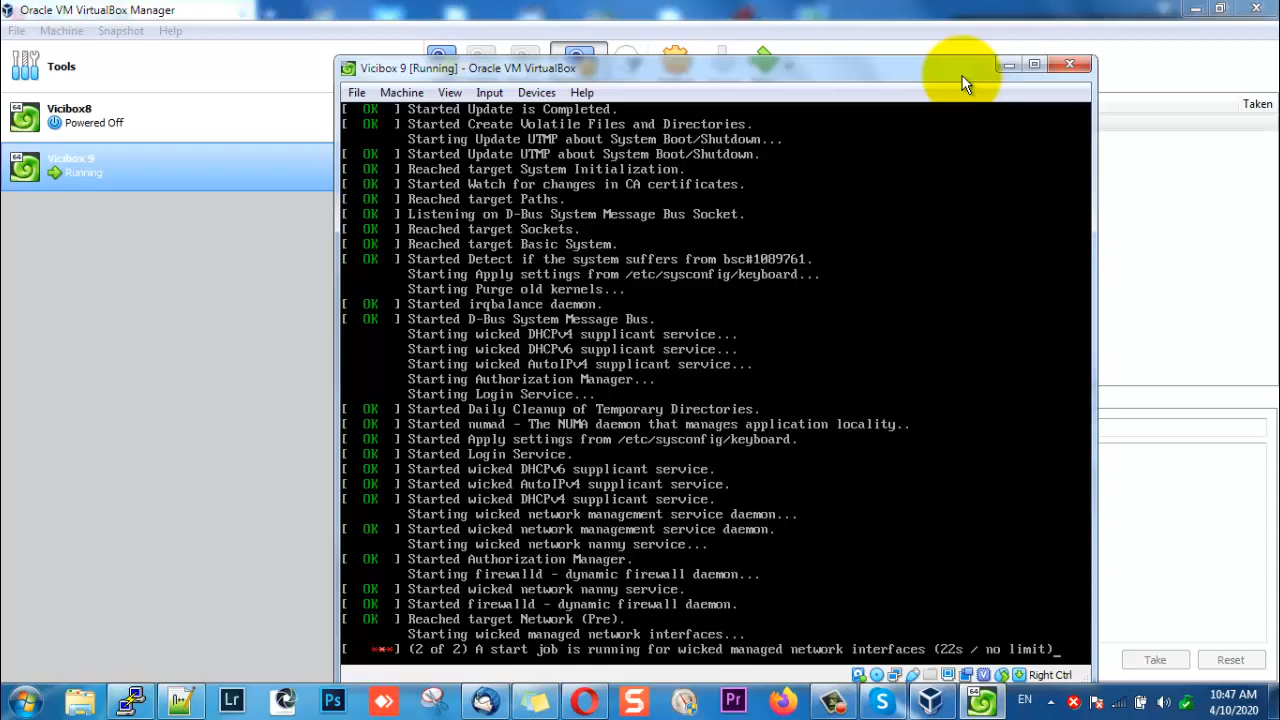 Oracle VM VirtualBox Manager
File Machine Snapshot Help
Tools
Vicibox8
Powered Off
Vicibox 9
Running
Taken
Vicibox 9 [Running] - Oracle VM VirtualBox
File Machine View Input Devices Help
[ OK ] Started Update is Completed.
[ OK ] Started Create Volatile Files and Directories.
Starting Update UTMP about System Boot/Shutdown...
[ OK ] Started Update UTMP about System Boot/Shutdown.
[ OK ] Reached target System Initialization.
[ OK ] Started Watch for changes in CA certificates.
[ OK ] Reached target Paths.
[ OK ] Listening on D-Bus System Message Bus Socket.
[ OK ] Reached target Sockets.
[ OK ] Reached target Basic System.
[ OK ] Started Detect if the system suffers from bsc#1089761.
Starting Apply settings from /etc/sysconfig/keyboard...
Starting Purge old kernels...
[ OK ] Started irqbalance daemon.
[ OK ] Started D-Bus System Message Bus.
Starting wicked DHCPv4 supplicant service...
Starting wicked DHCPv6 supplicant service...
Starting wicked AutoIPv4 supplicant service...
Starting Authorization Manager...
Starting Login Service...
[ OK ] Started Daily Cleanup of Temporary Directories.
[ OK ] Started numad - The NUMA daemon that manages application locality..
[ OK ] Started Apply settings from /etc/sysconfig/keyboard.
[ OK ] Started Login Service.
[ OK ] Started wicked DHCPv6 supplicant service.
[ OK ] Started wicked AutoIPv4 supplicant service.
[ OK ] Started wicked DHCPv4 supplicant service.
Starting wicked network management service daemon...
[ OK ] Started wicked network management service daemon.
Starting wicked network nanny service...
[ OK ] Started Authorization Manager.
Starting firewalld - dynamic firewall daemon...
[ OK ] Started wicked network nanny service.
[ OK ] Started firewalld - dynamic firewall daemon.
[ OK ] Reached target Network (Pre).
Starting wicked managed network interfaces...
[ ***] (2 of 2) A start job is running for wicked managed network interfaces (22s / no limit)_
Right Ctrl
Take Reset
Lr Ps S Pr S EN
10:47 AM
4/10/2020